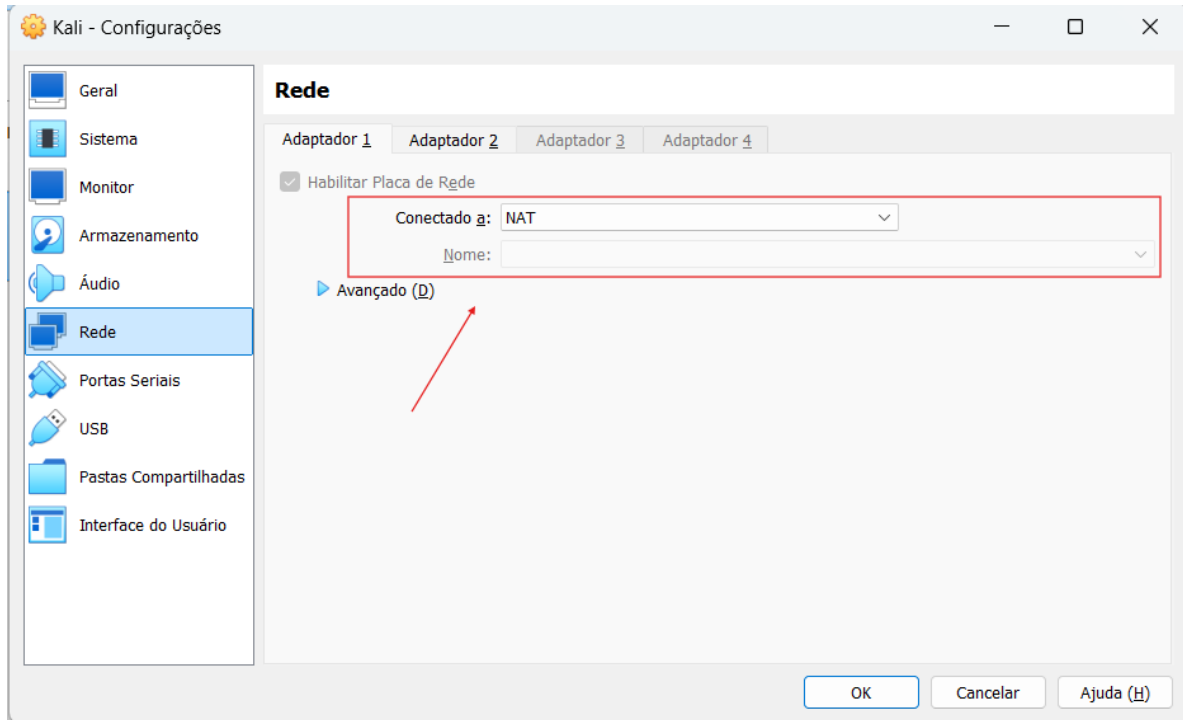 Kali - Configurações
Geral
Sistema
Monitor
Armazenamento
Áudio
Rede
Portas Seriais
USB
Pastas Compartilhadas
Interface do Usuário
Rede
Adaptador 1 Adaptador 2 Adaptador 3 Adaptador 4
Habilitar Placa de Rede
Conectado a: NAT
Nome:
Avançado (D)
OK Cancelar Ajuda (H)